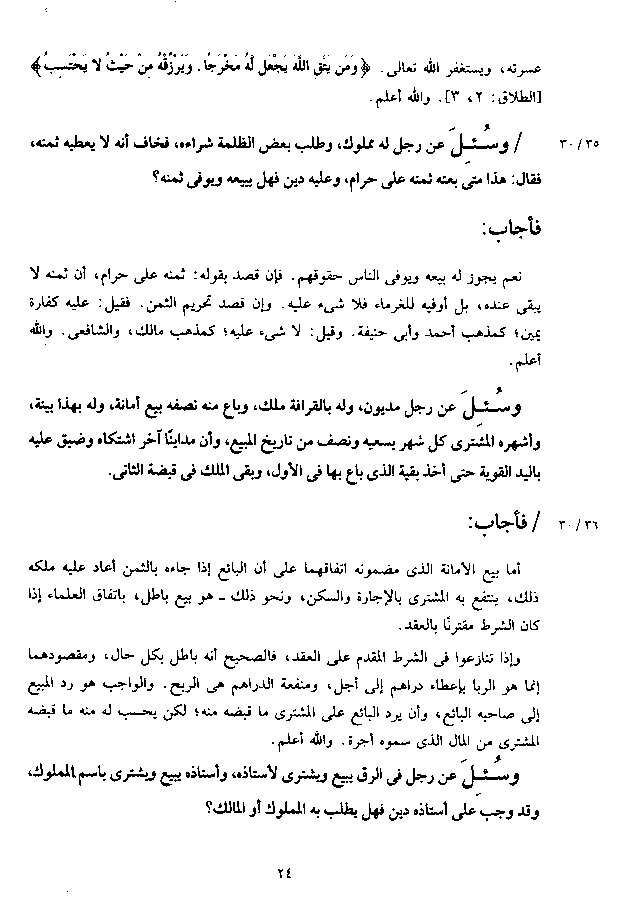 عسرته، ويستغفر الله تعالى. ﴿وَمَن يَتَّقِ اللَّهَ يَجْعَل لَّهُ مَخْرَجًا. وَيَرْزُقْهُ مِنْ حَيْثُ لا يَحْتَسِبُ﴾
[الطلاق: ٢، ٣]. والله أعلم.
٣٠/٣٥ / وسُئِلَ عن رجل له مملوك، وطلب بعض الظلمة شراءه، فخاف أنه لا يعطيه ثمنه،
فقال: هذا متى بعته ثمنه على حرام، وعليه دين فهل يبيعه ويوفى ثمنه؟
فأجاب:
نعم يجوز له بيعه ويوفى الناس حقوقهم. فإن قصد بقوله: ثمنه على حرام، أن ثمنه لا
يبقى عنده، بل أوفيه للغرماء فلا شىء عليه. وإن قصد تحريم الثمن. فقيل: عليه كفارة
يمين؛ كمذهب أحمد وأبى حنيفة. وقيل: لا شىء عليه؛ كمذهب مالك، والشافعى. والله
أعلم.
وسُئِلَ عن رجل مديون، وله بالقرافة ملك، وباع منه نصفه بيع أمانة، وله بهذا بينة،
وأشهره المشترى كل شهر بسعيه ونصف من تاريخ المبيع، وأن مداينًا آخر اشتكاه وضيق عليه
باليد القوية حتى أخذ بقية الذى باع بها فى الأول، وبقى الملك فى قبضة الثانى.
٣٠/٣٦ / فأجاب:
أما بيع الأمانة الذى مضمونه اتفاقهما على أن البائع إذا جاءه بالثمن أعاد عليه ملكه
ذلك، ينتفع به المشترى بالإجارة والسكن، ونحو ذلك ـ هو بيع باطل، باتفاق العلماء إذا
كان الشرط مقترنًا بالعقد.
وإذا تنازعوا فى الشرط المقدم على العقد، فالصحيح أنه باطل بكل حال، ومقصودهما
إنما هو الربا بإعطاء دراهم إلى أجل، ومنفعة الدراهم هى الربح. والواجب هو رد المبيع
إلى صاحبه البائع، وأن يرد البائع على المشترى ما قبضه منه؛ لكن يحسب له منه ما قبضه
المشترى من المال الذى سموه أجرة. والله أعلم.
وسُئِلَ عن رجل فى الرق يبيع ويشترى لأستاذه، وأستاذه يبيع ويشترى باسم المملوك،
وقد وجب على أستاذه دين فهل يطلب به المملوك أو المالك؟
٢٤